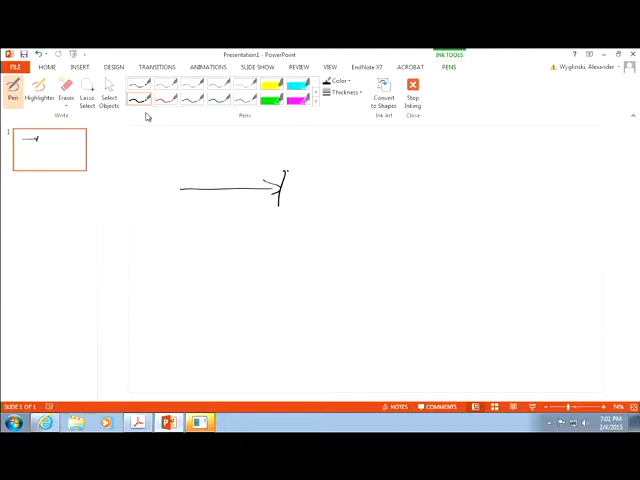 Presentation1 - PowerPoint
INK TOOLS
FILE HOME INSERT DESIGN TRANSITIONS ANIMATIONS SLIDE SHOW REVIEW VIEW EndNote X7 ACROBAT PENS
Wyglinski, Alexander
Pen Highlighter Eraser Lasso Select Select Objects
Color
Thickness
Convert to Shapes Stop Inking
Write Pens Ink Art Close
1
SLIDE 1 OF 1 NOTES COMMENTS 74%
7:01 PM
2/4/2015